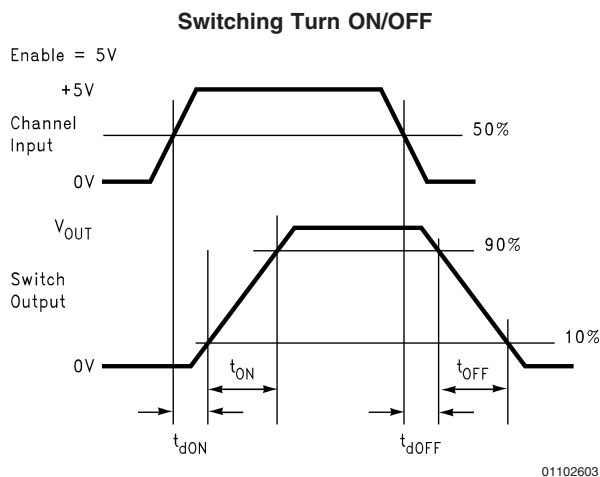 Switching Turn ON/OFF
Enable = 5V
+5V
Channel
Input
50%
0V
VOUT
90%
Switch
Output
10%
0V
tON
tOFF
tdON
tdOFF
01102603